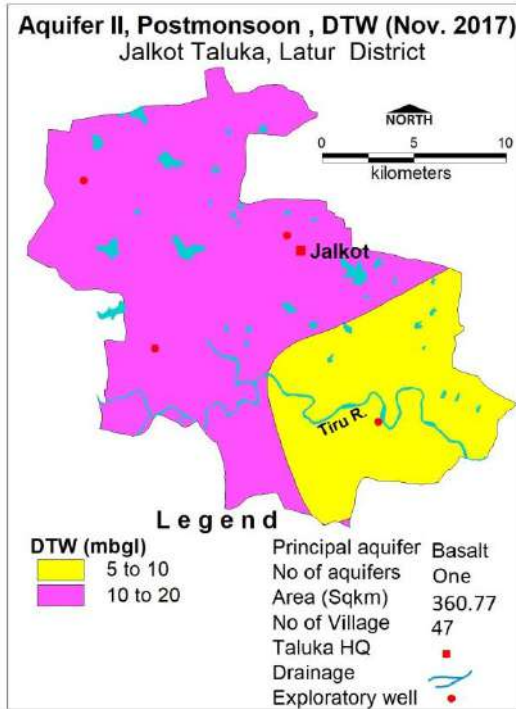 Aquifer II, Postmonsoon , DTW (Nov. 2017)
Jalkot Taluka, Latur District
NORTH
0 5 10
kilometers
Jalkot
Tiru R.
Legend
DTW (mbgl)
5 to 10
10 to 20
Principal aquifer Basalt
No of aquifers One
Area (Sqkm) 360.77
No of Village 47
Taluka HQ
Drainage
Exploratory well